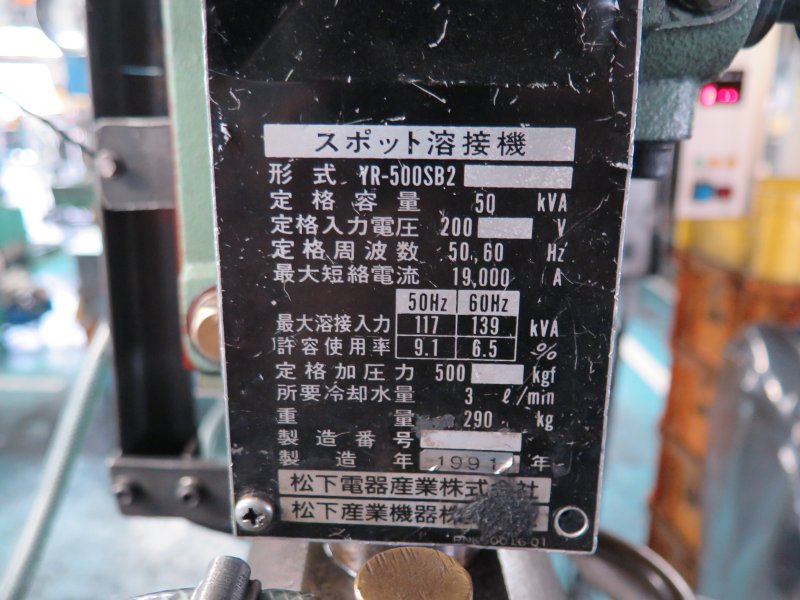 スポット溶接機
形式 YR-500SB2
定格容量 50 kVA
定格入力電圧 200 V
定格周波数 50,60 Hz
最大短絡電流 19,000 A
50Hz 60Hz
最大溶接入力 117 139 kVA
許容使用率 9.1 6.5 %
定格加圧力 500 kgf
所要冷却水量 3 ℓ/min
重量 290 kg
製造番号
製造年 1991 年
松下電器産業株式会社
松下産業機器株